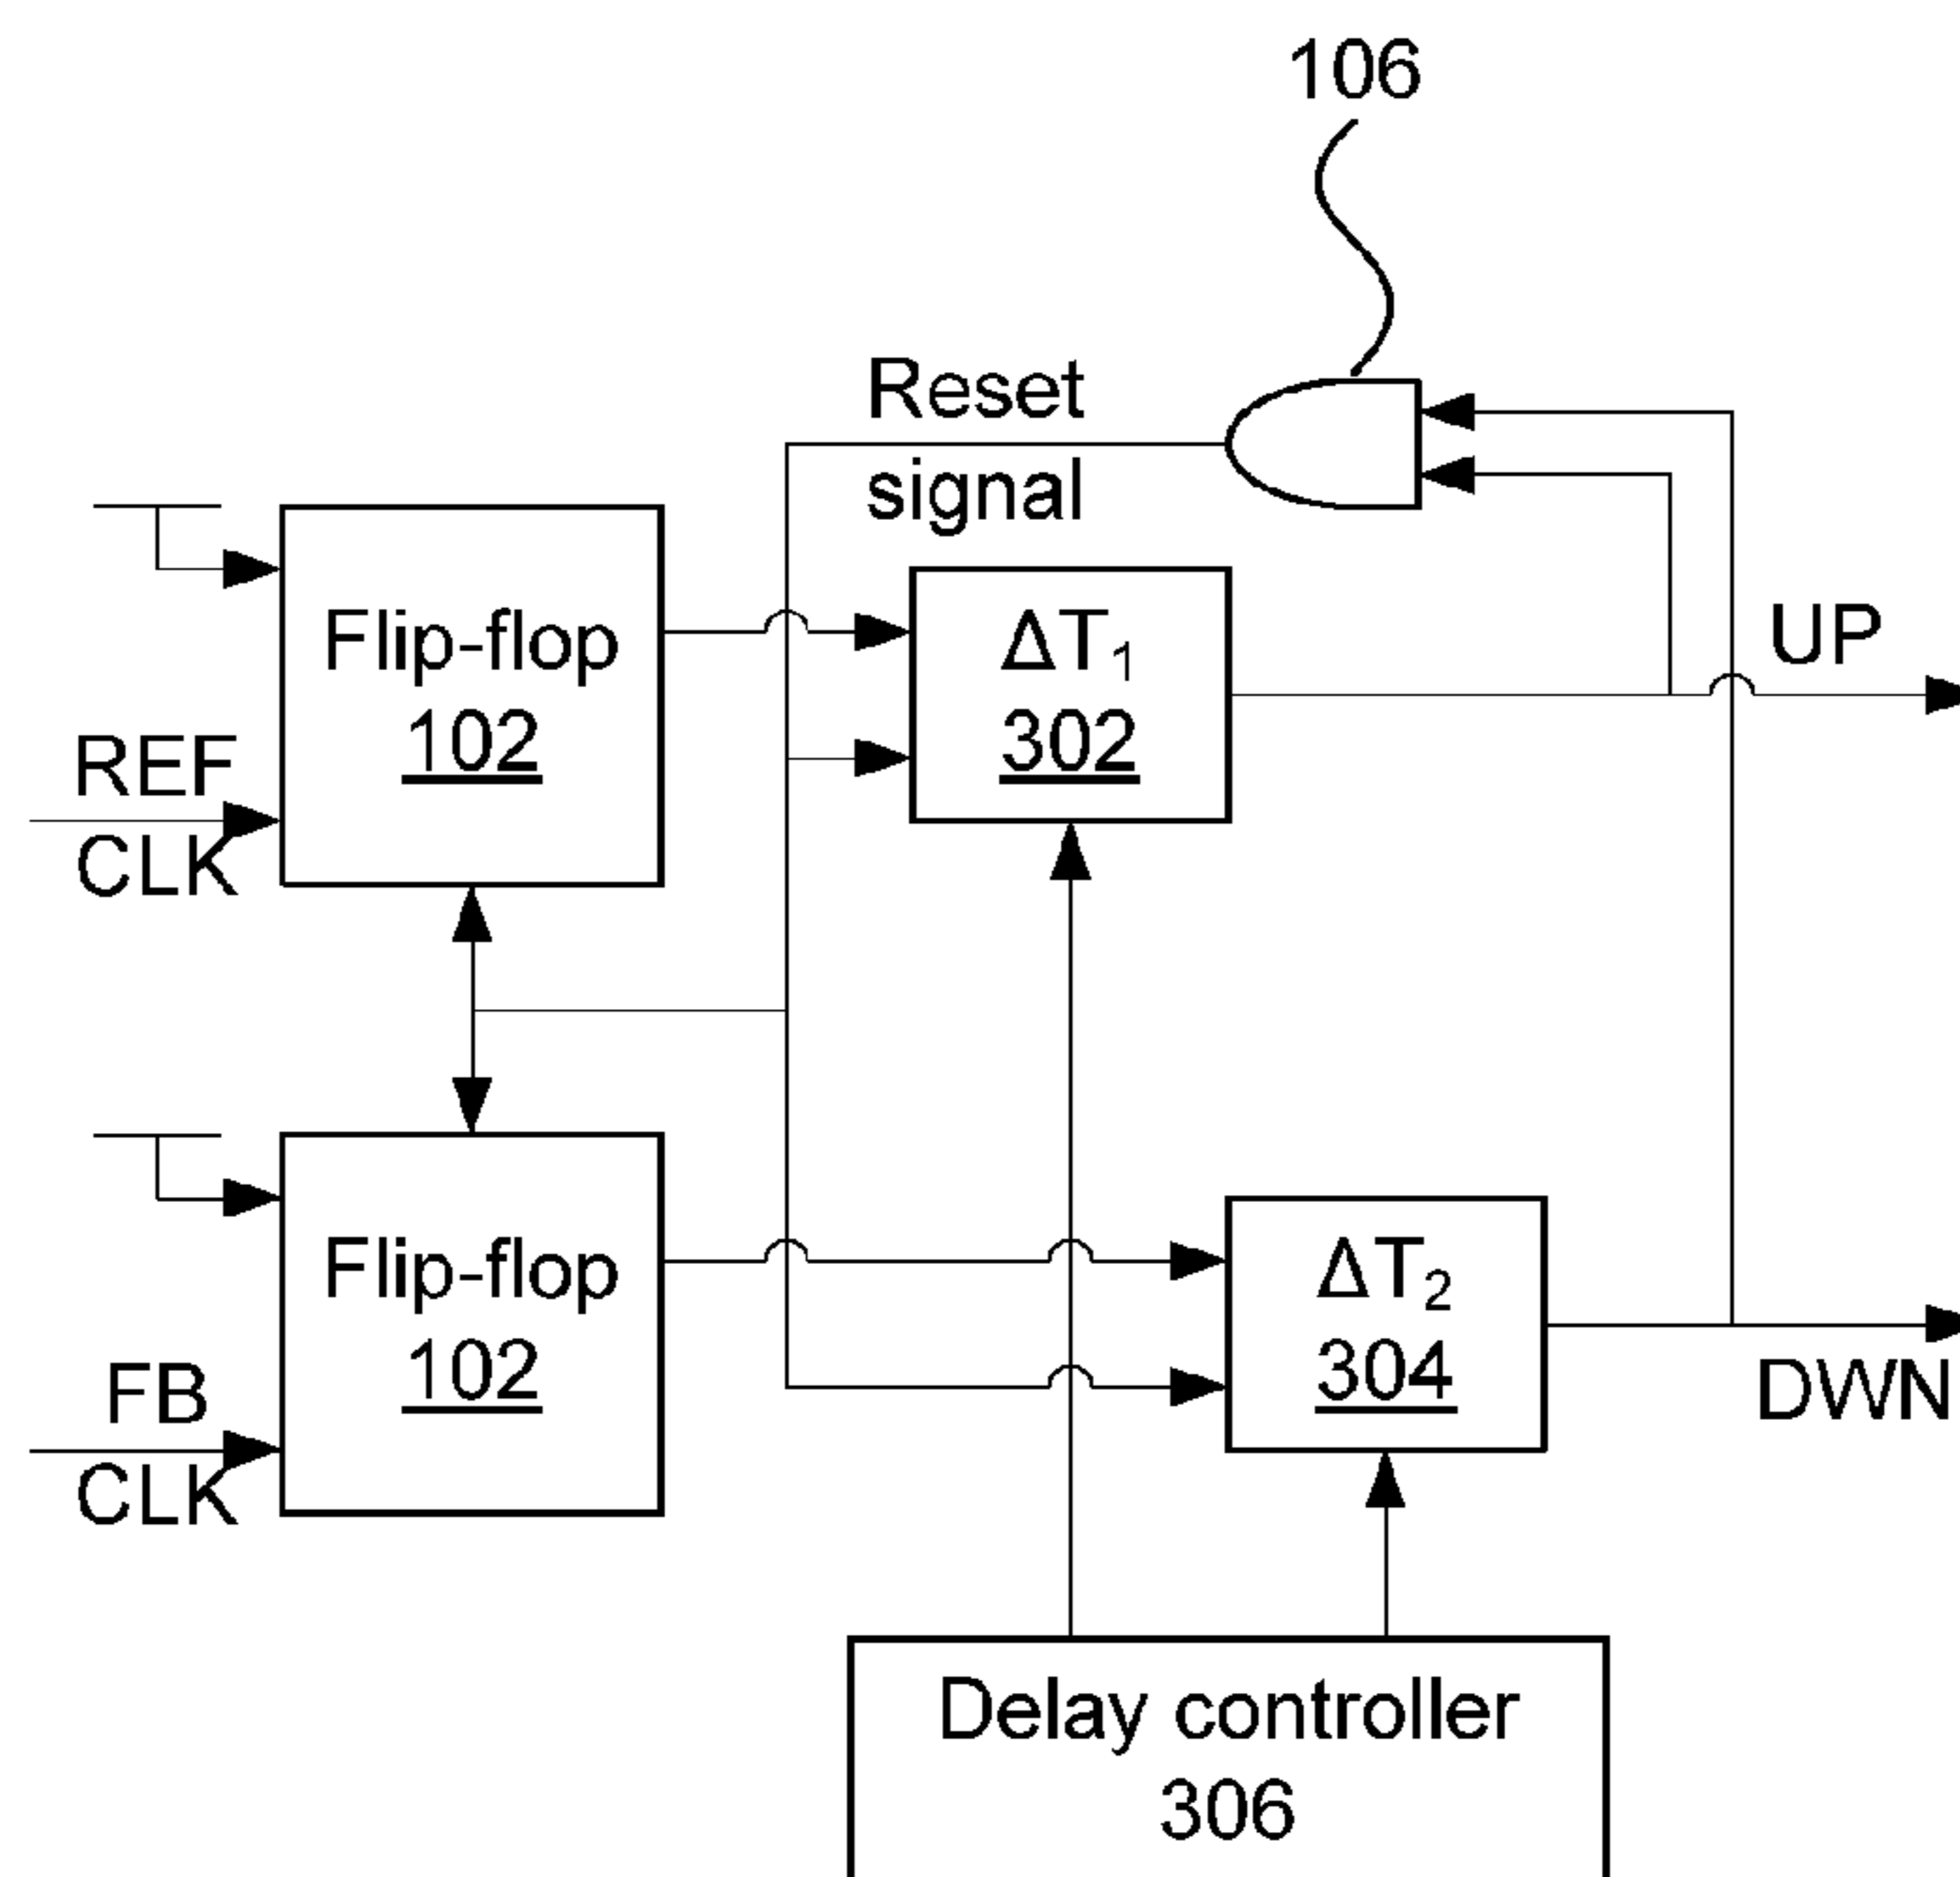 106
Reset
signal
Flip-flop
102
ΔT₁
302
UP
REF
CLK
Flip-flop
102
ΔT₂
304
FB
CLK
DWN
Delay controller
306